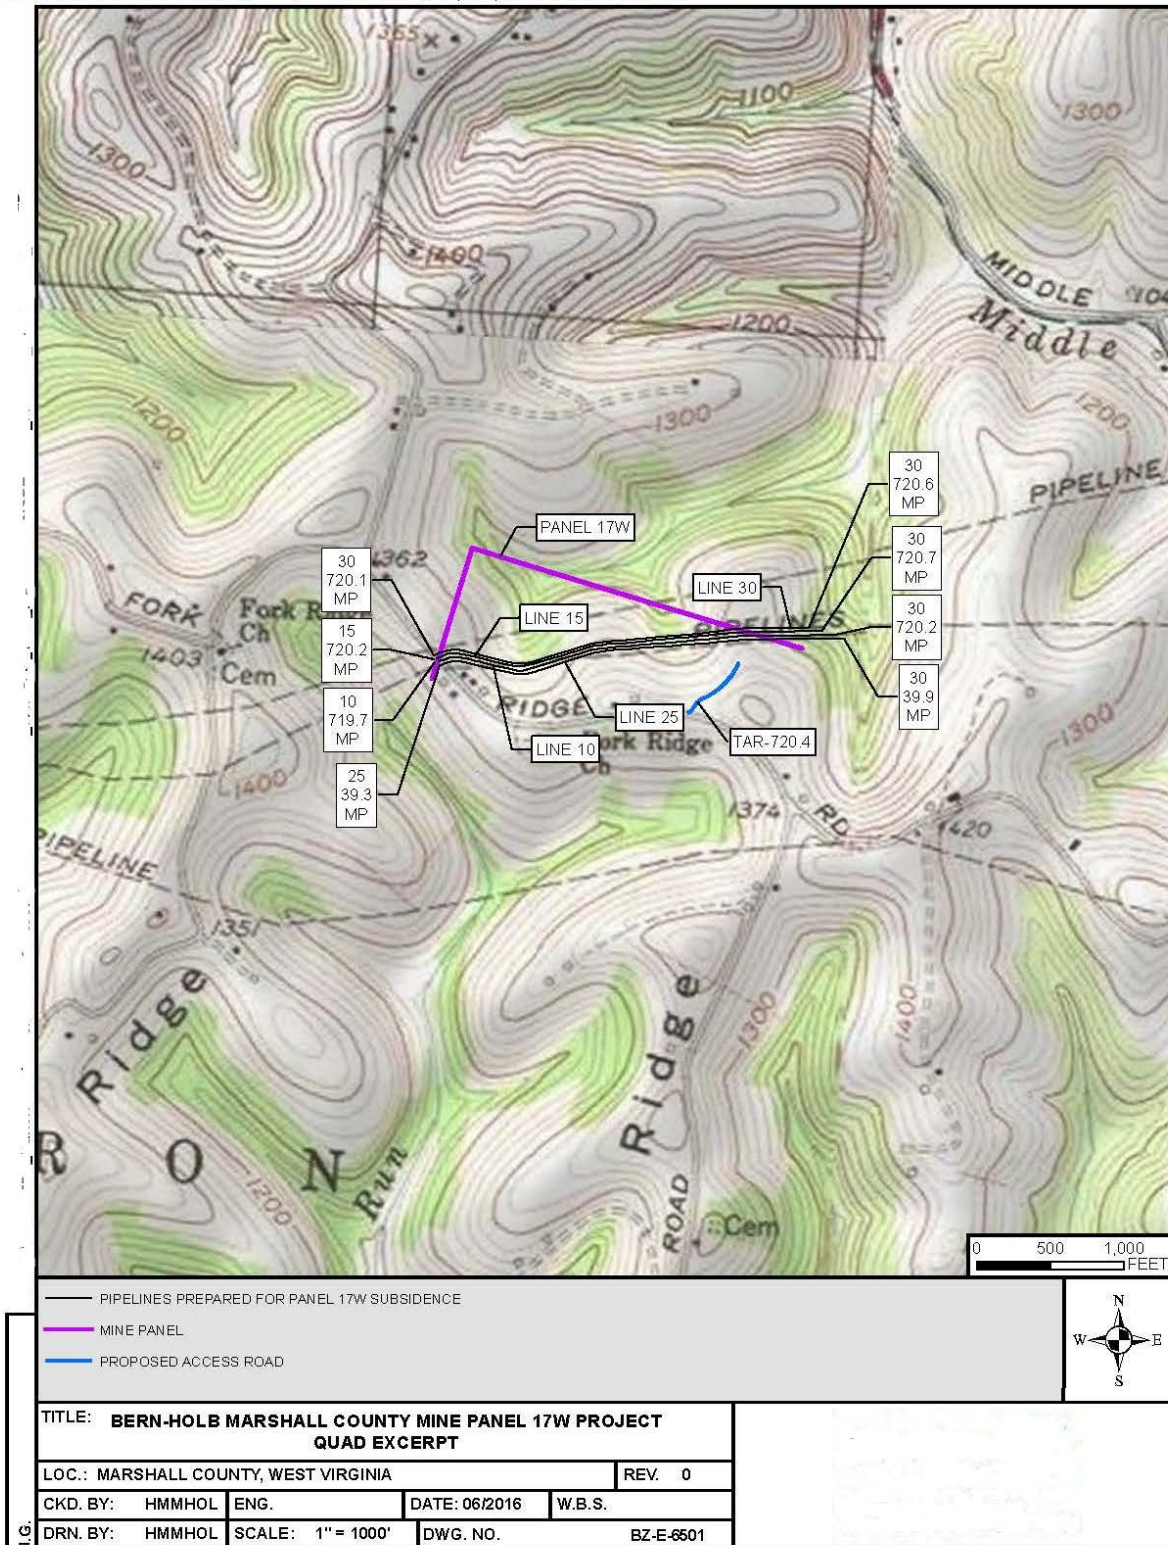 1365
1300
1100
1300
1400
MIDDLE
104
Middle
1200
1200
1300
1200
PIPELINE
30
720.6
MP
PANEL 17W
30
720.7
MP
1362
30
720.1
MP
LINE 30
FORK
Fork Ridge
Ch
LINE 15
PIPELINES
30
720.2
MP
15
720.2
MP
1403
Cem
30
39.9
MP
10
719.7
MP
RIDGE
LINE 25
LINE 10
Fork Ridge
Ch
TAR-720.4
1300
25
39.3
MP
1400
1374
RD
1420
PIPELINE
1351
Ridge
Ridge
1300
1400
R O N
Run
1200
ROAD
Cem
0 500 1,000
FEET
PIPELINES PREPARED FOR PANEL 17W SUBSIDENCE
MINE PANEL
PROPOSED ACCESS ROAD
N
W E
S
TITLE: BERN-HOLB MARSHALL COUNTY MINE PANEL 17W PROJECT
QUAD EXCERPT
LOC.: MARSHALL COUNTY, WEST VIRGINIA REV. 0
CKD. BY: HMMHOL ENG. DATE: 06/2016 W.B.S.
DRN. BY: HMMHOL SCALE: 1" = 1000' DWG. NO. BZ-E-6501